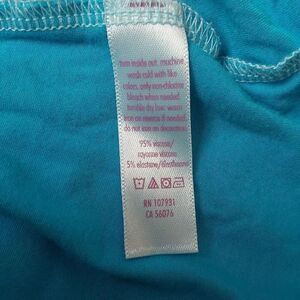 turn inside out. machine
wash cold with like
colors. only non-chlorine
bleach when needed.
tumble dry low. warm
iron on reverse if needed.
do not iron on decoration.
95% viscose/
rayonne viscose
5% elastane/élasthanne
RN 107931
CA 56076